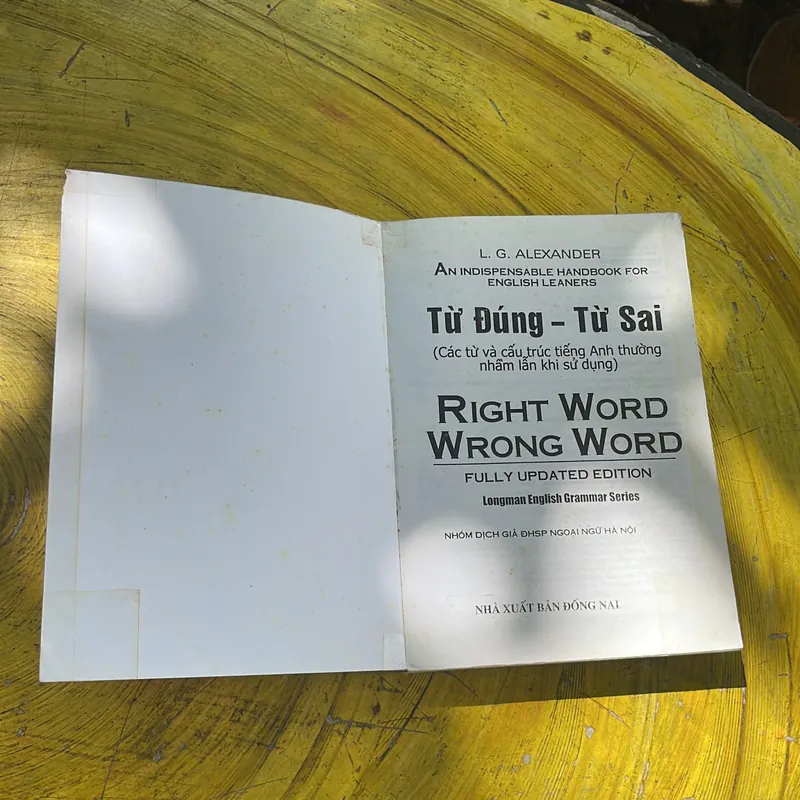 L. G. ALEXANDER
AN INDISPENSABLE HANDBOOK FOR
ENGLISH LEANERS
Từ Đúng – Từ Sai
(Các từ và cấu trúc tiếng Anh thường
nhầm lẫn khi sử dụng)
RIGHT WORD
WRONG WORD
FULLY UPDATED EDITION
Longman English Grammar Series
NHÓM DỊCH GIẢ ĐHSP NGOẠI NGỮ HÀ NỘI
NHÀ XUẤT BẢN ĐỒNG NAI